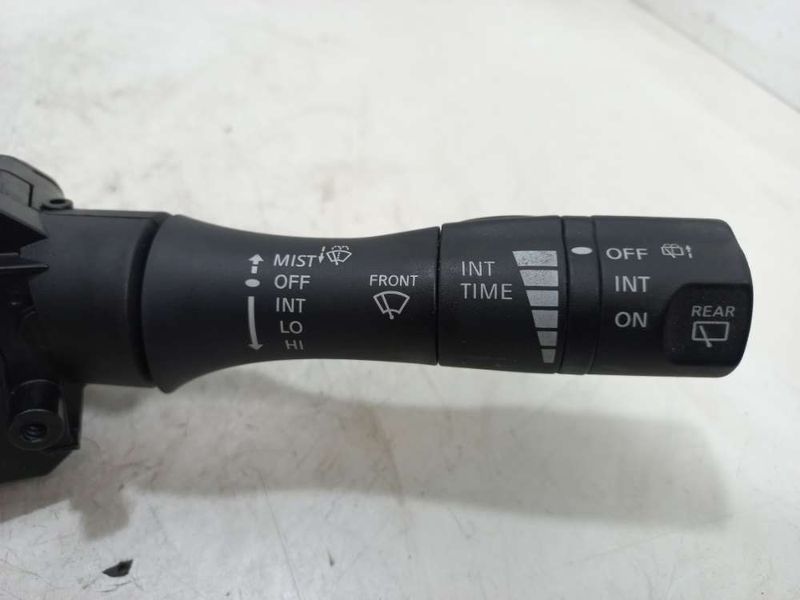 MIST
OFF
INT
LO
HI
FRONT
INT
TIME
OFF
INT
ON
REAR